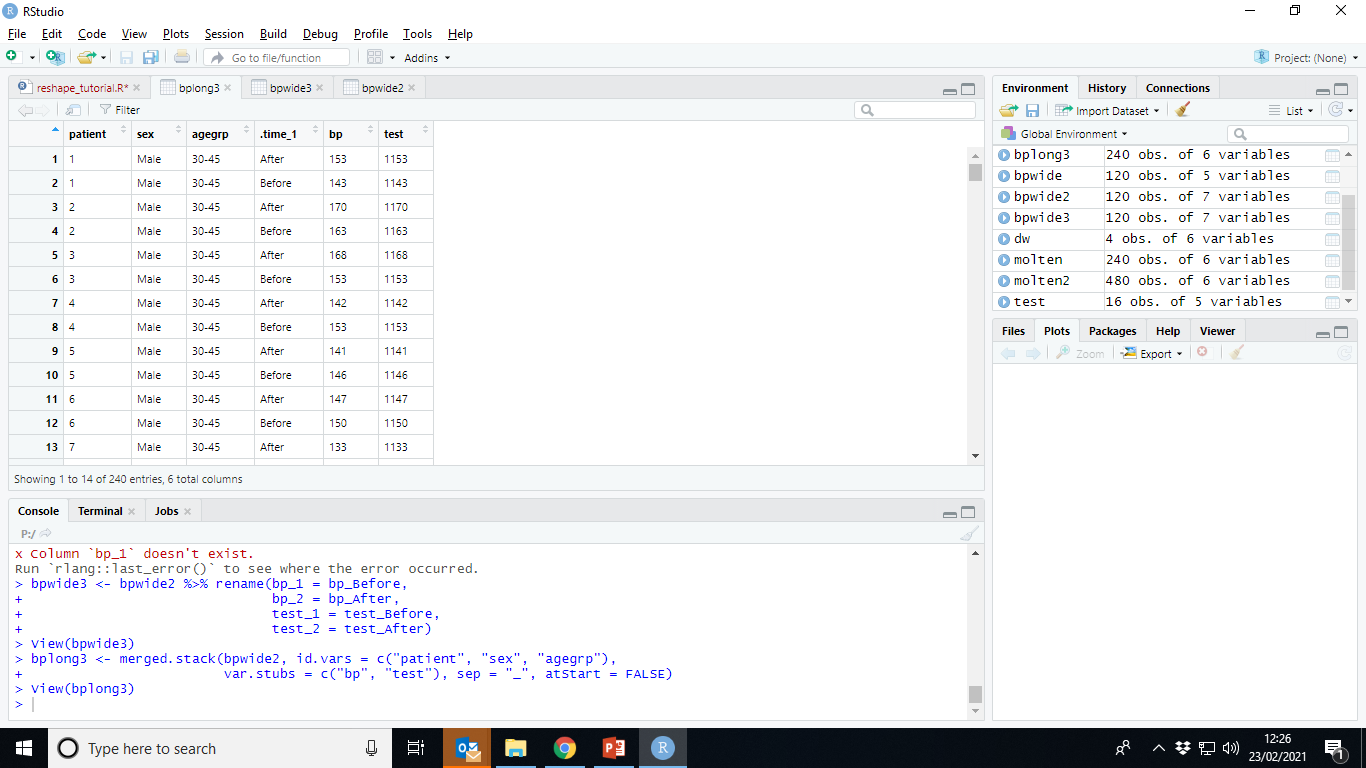 RStudio
File Edit Code View Plots Session Build Debug Profile Tools Help
Go to file/function Addins Project: (None)
reshape_tutorial.R* bplong3 bpwide3 bpwide2
Filter
patient sex agegrp .time_1 bp test
1 1 Male 30-45 After 153 1153
2 1 Male 30-45 Before 143 1143
3 2 Male 30-45 After 170 1170
4 2 Male 30-45 Before 163 1163
5 3 Male 30-45 After 168 1168
6 3 Male 30-45 Before 153 1153
7 4 Male 30-45 After 142 1142
8 4 Male 30-45 Before 153 1153
9 5 Male 30-45 After 141 1141
10 5 Male 30-45 Before 146 1146
11 6 Male 30-45 After 147 1147
12 6 Male 30-45 Before 150 1150
13 7 Male 30-45 After 133 1133
Showing 1 to 14 of 240 entries, 6 total columns
Console Terminal Jobs
P:/
x Column `bp_1` doesn't exist.
Run `rlang::last_error()` to see where the error occurred.
> bpwide3 <- bpwide2 %>% rename(bp_1 = bp_Before,
+ bp_2 = bp_After,
+ test_1 = test_Before,
+ test_2 = test_After)
> View(bpwide3)
> bplong3 <- merged.stack(bpwide2, id.vars = c("patient", "sex", "agegrp"),
+ var.stubs = c("bp", "test"), sep = "_", atStart = FALSE)
> View(bplong3)
>
Environment History Connections
Import Dataset List
Global Environment
bplong3 240 obs. of 6 variables
bpwide 120 obs. of 5 variables
bpwide2 120 obs. of 7 variables
bpwide3 120 obs. of 7 variables
dw 4 obs. of 6 variables
molten 240 obs. of 6 variables
molten2 480 obs. of 6 variables
test 16 obs. of 5 variables
Files Plots Packages Help Viewer
Zoom Export
Type here to search
12:26
23/02/2021
1